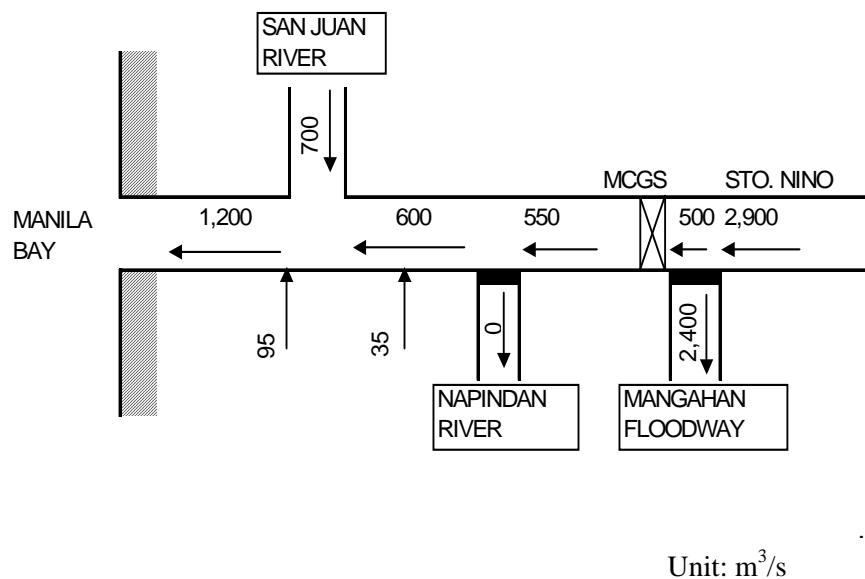 SAN JUAN
RIVER
700
MCGS STO. NINO
MANILA
BAY
1,200 600 550 500 2,900
95 35 0 2,400
NAPINDAN
RIVER
MANGAHAN
FLOODWAY
.
Unit: m³/s